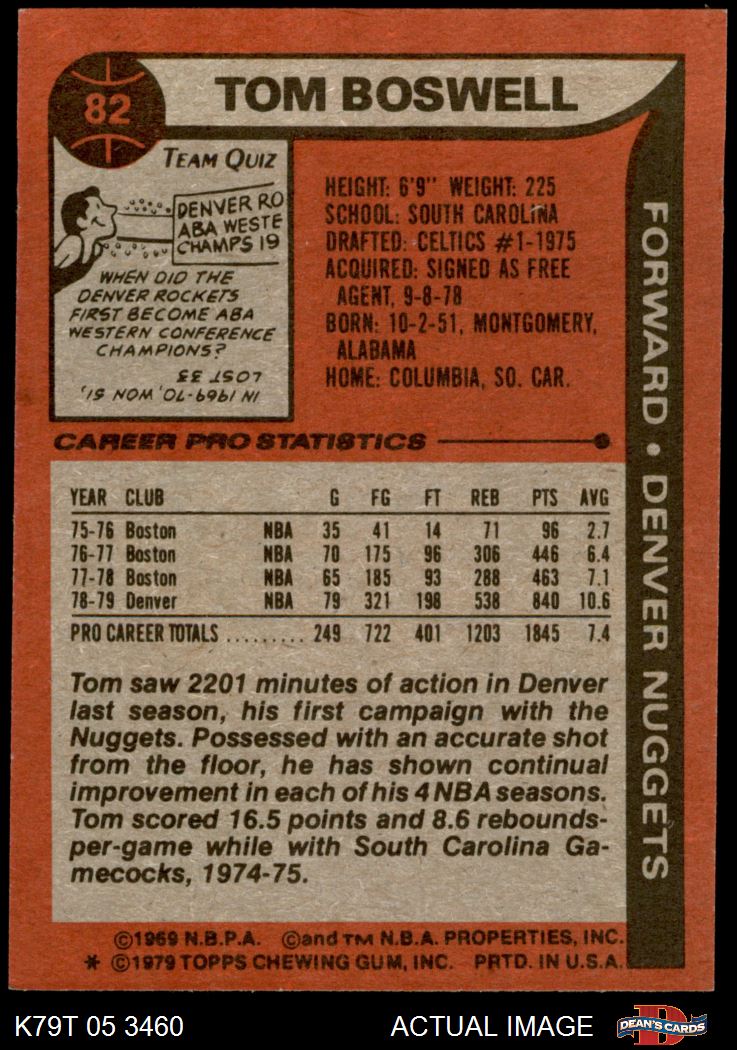 82
TOM BOSWELL
TEAM QUIZ
DENVER RO
ABA WESTE
CHAMPS 19
WHEN DID THE
DENVER ROCKETS
FIRST BECOME ABA
WESTERN CONFERENCE
CHAMPIONS?
IN 1969-70, WON 51,
LOST 33
HEIGHT: 6'9" WEIGHT: 225
SCHOOL: SOUTH CAROLINA
DRAFTED: CELTICS #1-1975
ACQUIRED: SIGNED AS FREE
AGENT, 9-8-78
BORN: 10-2-51, MONTGOMERY,
ALABAMA
HOME: COLUMBIA, SO. CAR.
FORWARD • DENVER NUGGETS
CAREER PRO STATISTICS
YEAR CLUB G FG FT REB PTS AVG
75-76 Boston NBA 35 41 14 71 96 2.7
76-77 Boston NBA 70 175 96 306 446 6.4
77-78 Boston NBA 65 185 93 288 463 7.1
78-79 Denver NBA 79 321 198 538 840 10.6
PRO CAREER TOTALS ......... 249 722 401 1203 1845 7.4
Tom saw 2201 minutes of action in Denver
last season, his first campaign with the
Nuggets. Possessed with an accurate shot
from the floor, he has shown continual
improvement in each of his 4 NBA seasons.
Tom scored 16.5 points and 8.6 rebounds-
per-game while with South Carolina Ga-
mecocks, 1974-75.
©1969 N.B.P.A. ©and TM N.B.A. PROPERTIES, INC.
* ©1979 TOPPS CHEWING GUM, INC. PRTD. IN U.S.A.
K79T 05 3460 ACTUAL IMAGE
D
DEAN'S CARDS